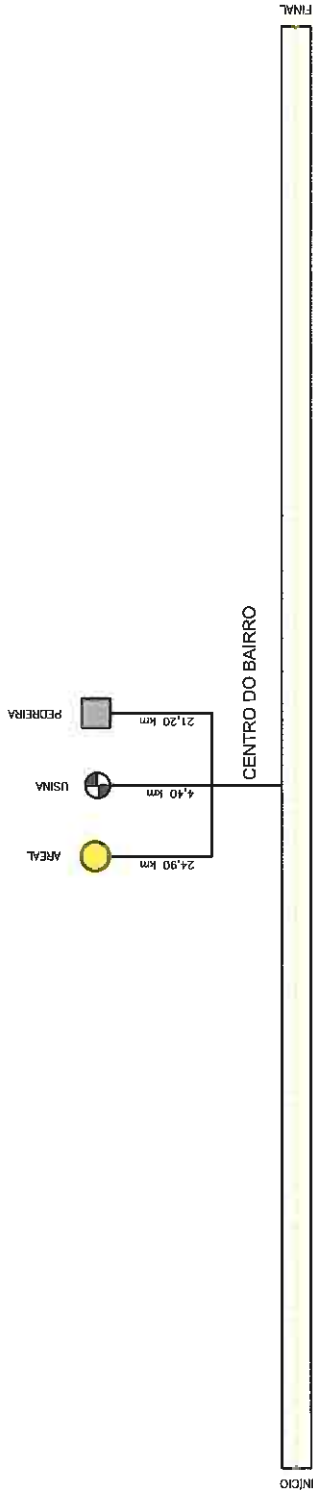 FINAL
PEDREIRA
21,20 km
USINA
4,40 km
AREAL
24,90 km
CENTRO DO BAIRRO
INÍCIO